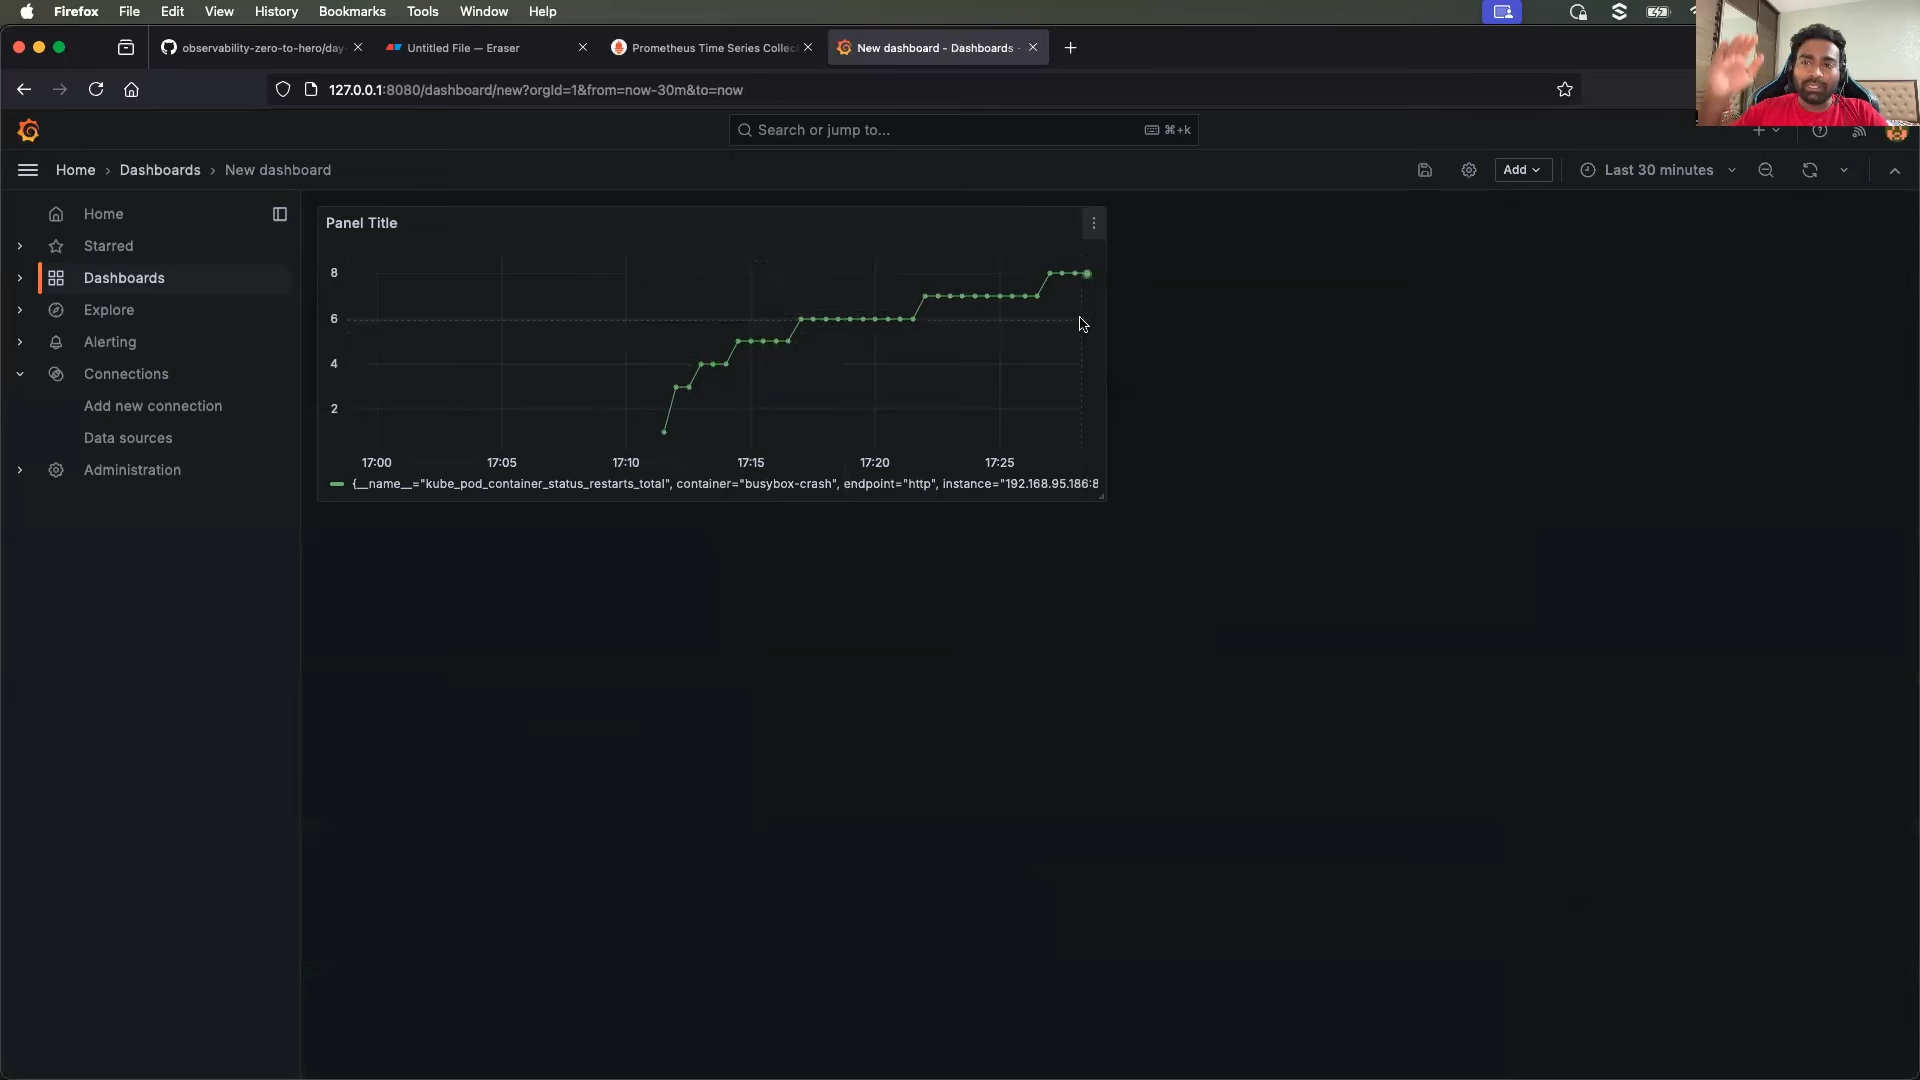 Firefox File Edit View History Bookmarks Tools Window Help
observability-zero-to-hero/day- Untitled File — Eraser Prometheus Time Series Collec New dashboard - Dashboards -
127.0.0.1:8080/dashboard/new?orgId=1&from=now-30m&to=now
Search or jump to... ⌘+k
Home › Dashboards › New dashboard Add Last 30 minutes
Home
Starred
Dashboards
Explore
Alerting
Connections
Add new connection
Data sources
Administration
Panel Title
8
6
4
2
17:00 17:05 17:10 17:15 17:20 17:25
{__name__="kube_pod_container_status_restarts_total", container="busybox-crash", endpoint="http", instance="192.168.95.186:8